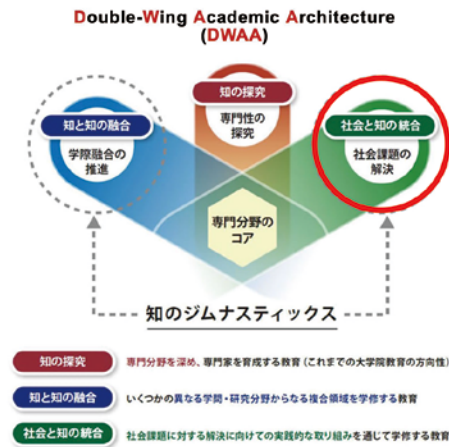 Double-Wing Academic Architecture
(DWAA)
知の探究
専門性の
探究
知と知の融合
学際融合の
推進
社会と知の統合
社会課題の
解決
専門分野の
コア
知のジムナスティックス
知の探究 専門分野を深め、専門家を育成する教育(これまでの大学院教育の方向性)
知と知の融合 いくつかの異なる学問・研究分野からなる複合領域を学修する教育
社会と知の統合 社会課題に対する解決に向けての実践的な取り組みを通じて学修する教育